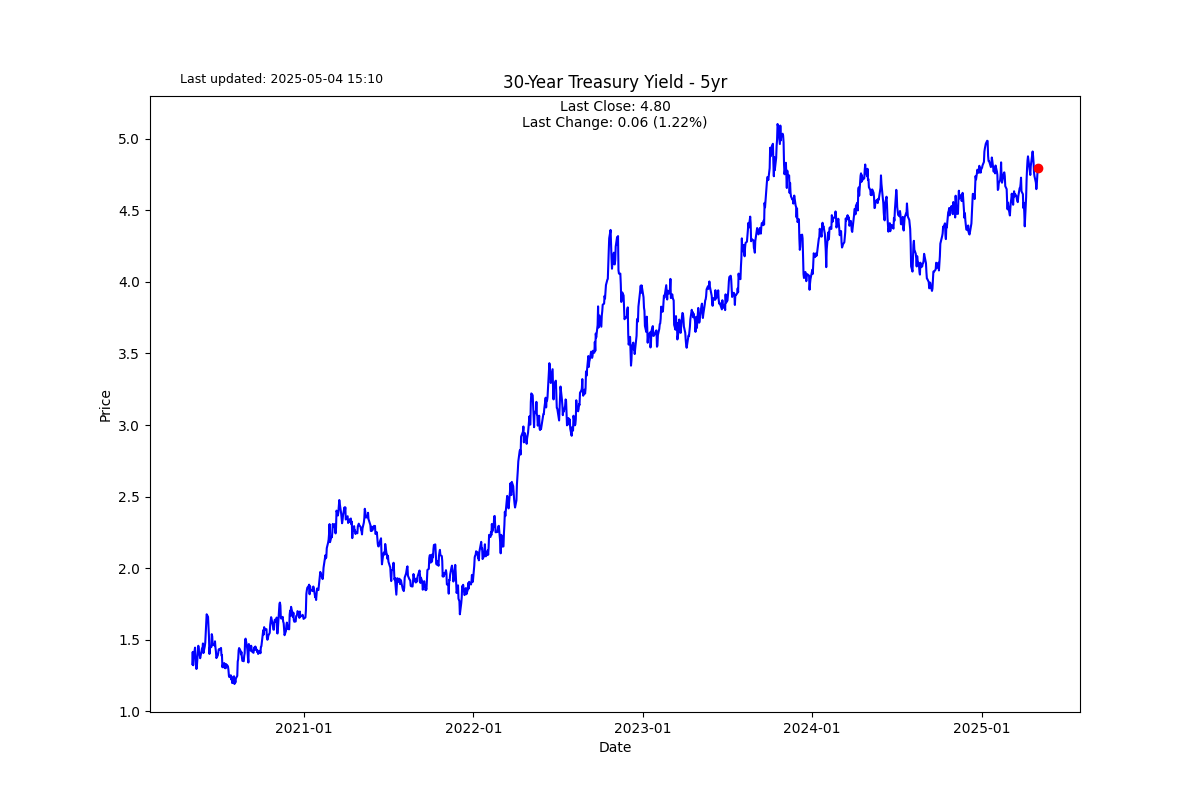 Last updated: 2025-05-04 15:10
30-Year Treasury Yield - 5yr
Last Close: 4.80
Last Change: 0.06 (1.22%)
5.0
4.5
4.0
3.5
3.0
2.5
2.0
1.5
1.0
Price
2021-01
2022-01
2023-01
2024-01
2025-01
Date